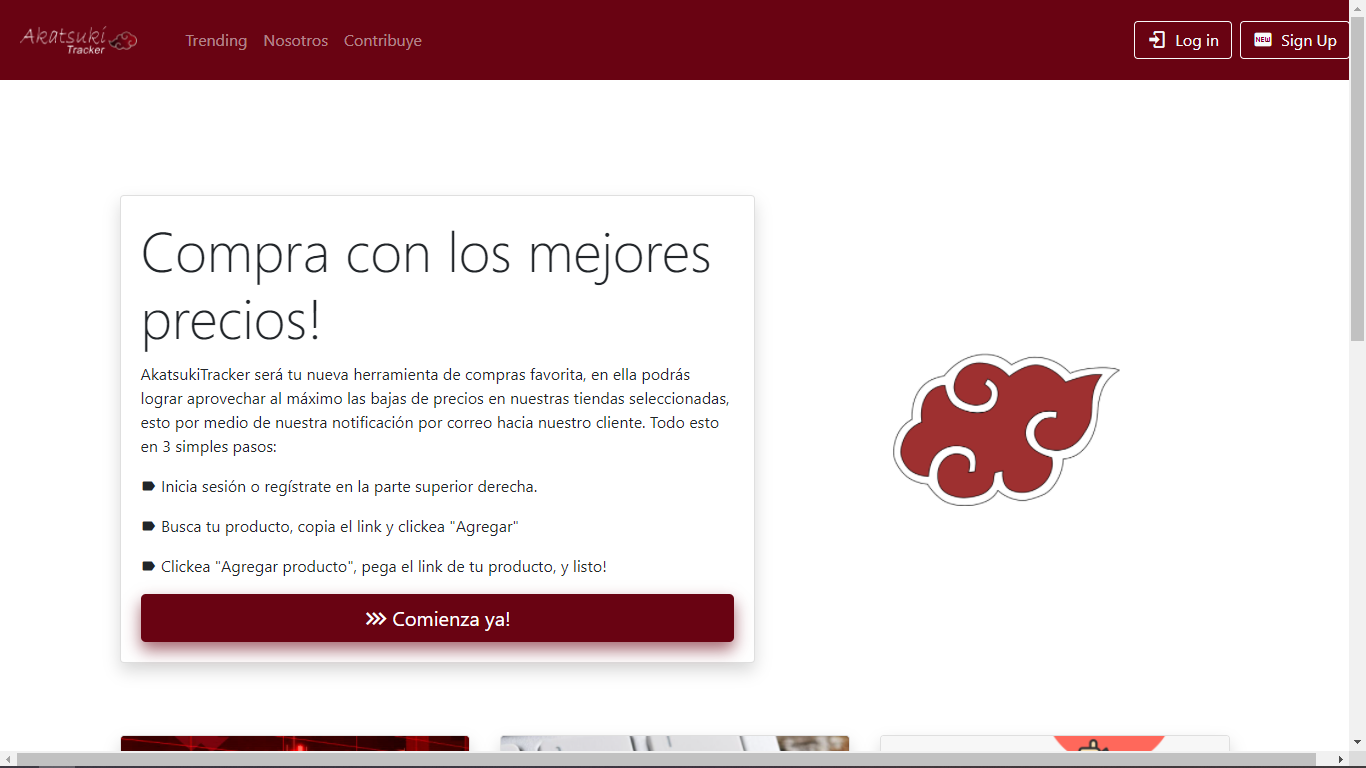 Akatsuki
Tracker
Trending
Nosotros
Contribuye
Log in
NEW
Sign Up
Compra con los mejores
precios!
AkatsukiTracker será tu nueva herramienta de compras favorita, en ella podrás
lograr aprovechar al máximo las bajas de precios en nuestras tiendas seleccionadas,
esto por medio de nuestra notificación por correo hacia nuestro cliente. Todo esto
en 3 simples pasos:
Inicia sesión o regístrate en la parte superior derecha.
Busca tu producto, copia el link y clickea "Agregar"
Clickea "Agregar producto", pega el link de tu producto, y listo!
Comienza ya!